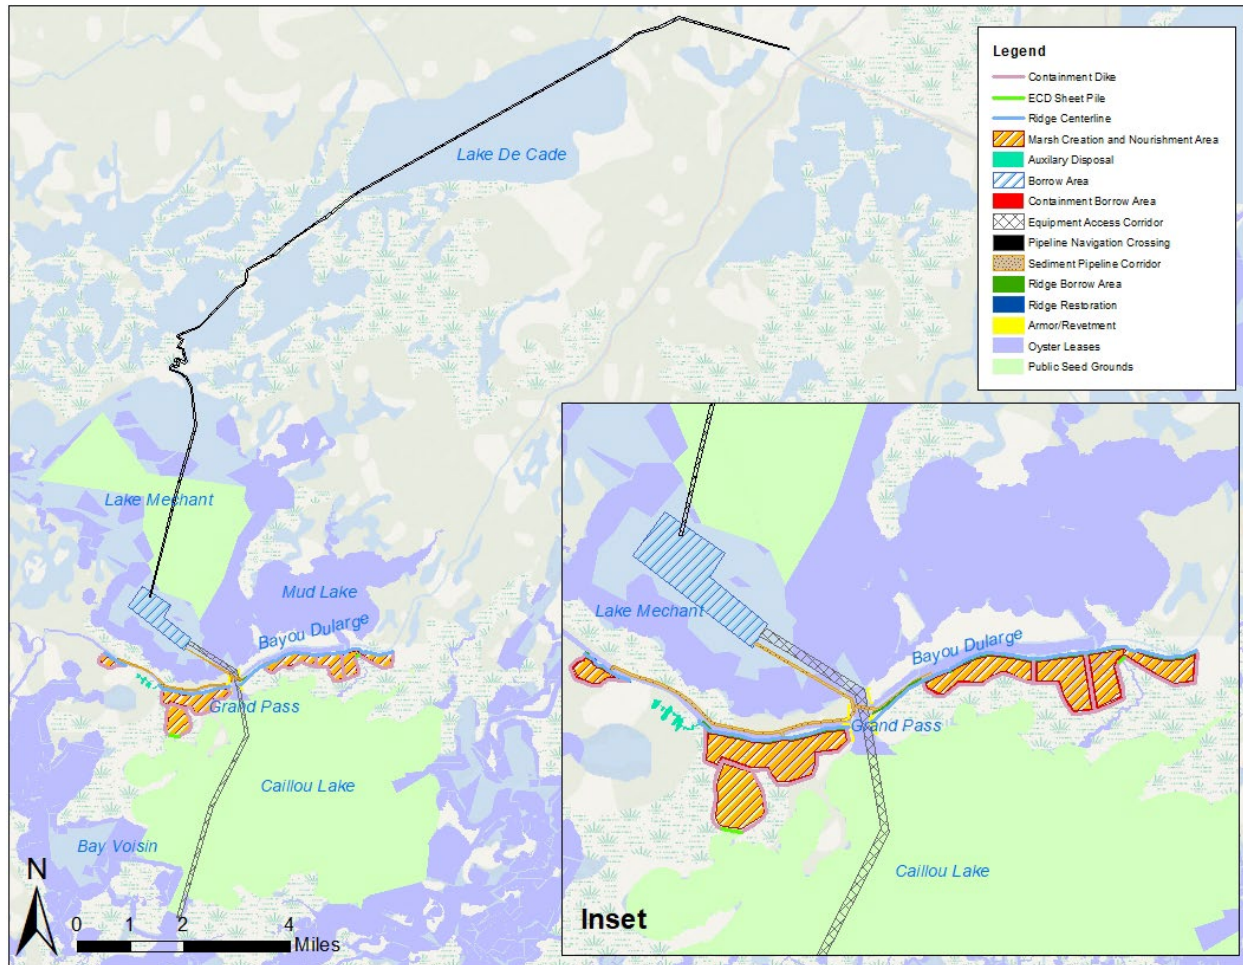 Legend
Containment Dike
ECD Sheet Pile
Ridge Centerline
Marsh Creation and Nourishment Area
Auxilary Disposal
Borrow Area
Containment Borrow Area
Equipment Access Corridor
Pipeline Navigation Crossing
Sediment Pipeline Corridor
Ridge Borrow Area
Ridge Restoration
Armor/Revetment
Oyster Leases
Public Seed Grounds
Lake De Cade
Lake Mechant
Mud Lake
Bayou Dularge
Grand Pass
Caillou Lake
Bay Voisin
N
0 1 2 4
Miles
Lake Mechant
Bayou Dularge
Grand Pass
Caillou Lake
Inset